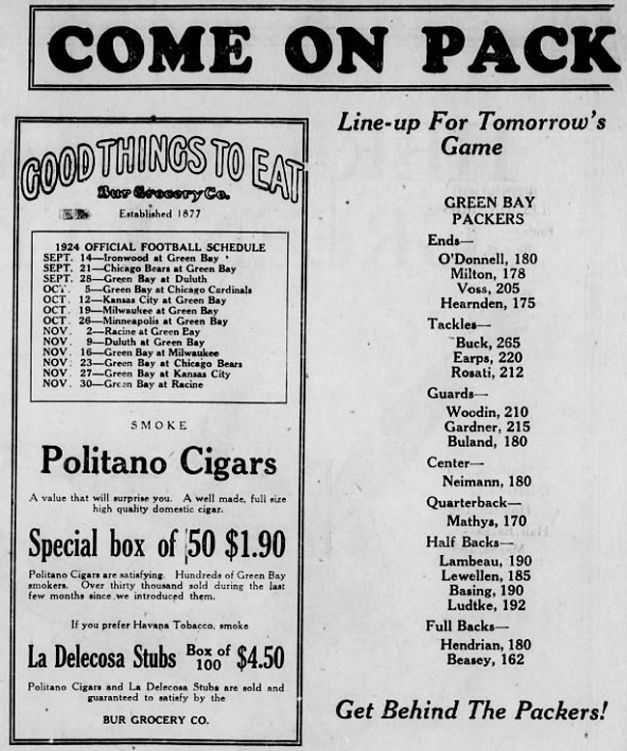 COME ON PACK
GOOD THINGS TO EAT
Bur Grocery Co.
Established 1877
1924 OFFICIAL FOOTBALL SCHEDULE
SEPT. 14—Ironwood at Green Bay
SEPT. 21—Chicago Bears at Green Bay
SEPT. 28—Green Bay at Duluth
OCT. 5—Green Bay at Chicago Cardinals
OCT. 12—Kansas City at Green Bay
OCT. 19—Milwaukee at Green Bay
OCT. 26—Minneapolis at Green Bay
NOV. 2—Racine at Green Bay
NOV. 9—Duluth at Green Bay
NOV. 16—Green Bay at Milwaukee
NOV. 23—Green Bay at Chicago Bears
NOV. 27—Green Bay at Kansas City
NOV. 30—Green Bay at Racine
SMOKE
Politano Cigars
A value that will surprise you. A well made, full size
high quality domestic cigar.
Special box of 50 $1.90
Politano Cigars are satisfying. Hundreds of Green Bay
smokers. Over thirty thousand sold during the last
few months since we introduced them.
If you prefer Havana Tobacco, smoke
La Delecosa Stubs Box of 100 $4.50
Politano Cigars and La Delecosa Stubs are sold and
guaranteed to satisfy by the
BUR GROCERY CO.
Line-up For Tomorrow's
Game
GREEN BAY
PACKERS
Ends—
O'Donnell, 180
Milton, 178
Voss, 205
Hearnden, 175
Tackles—
Buck, 265
Earps, 220
Rosati, 212
Guards—
Woodin, 210
Gardner, 215
Buland, 180
Center—
Neimann, 180
Quarterback—
Mathys, 170
Half Backs—
Lambeau, 190
Lewellen, 185
Basing, 190
Ludtke, 192
Full Backs—
Hendrian, 180
Beasey, 162
Get Behind The Packers!